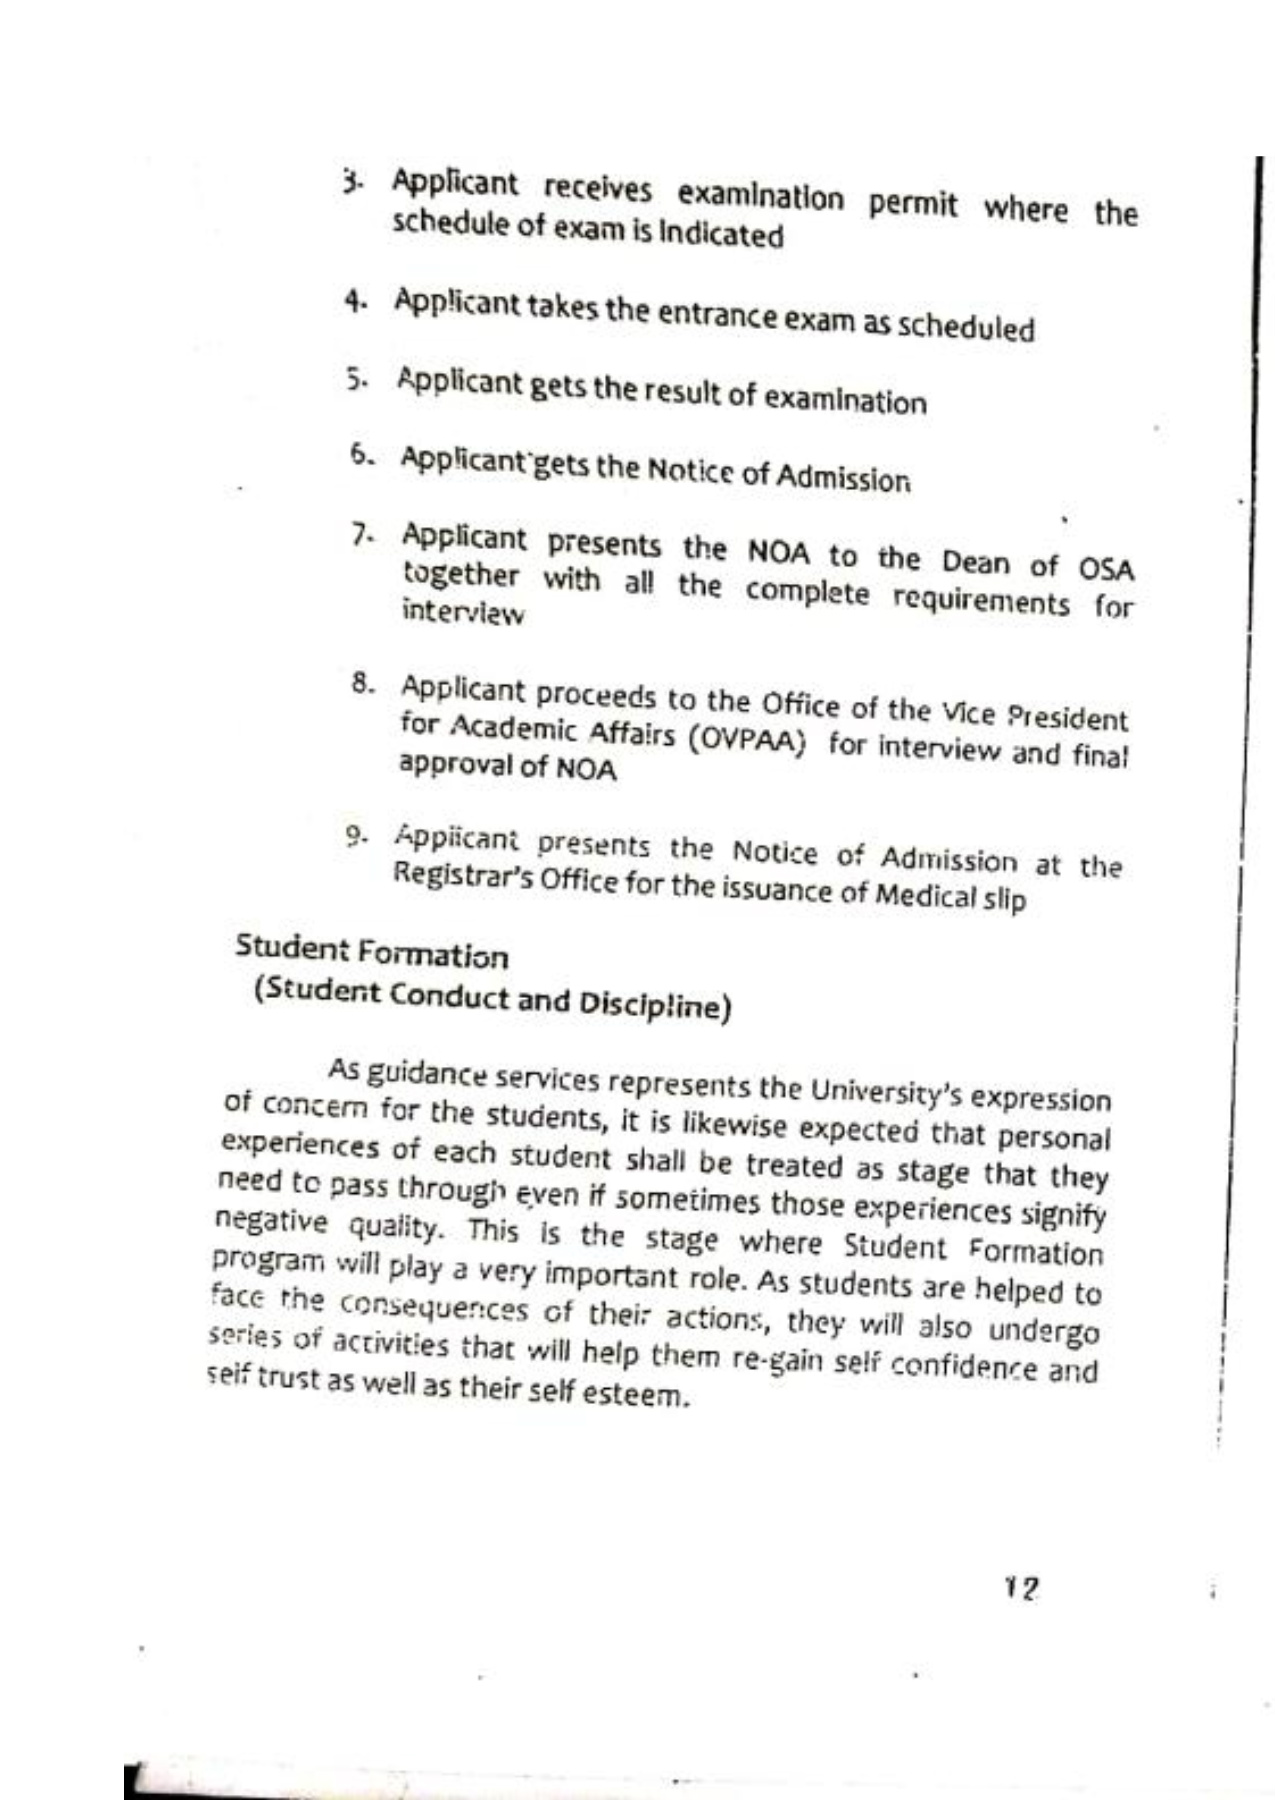 3. Applicant receives examination permit where the
schedule of exam is indicated
4. Applicant takes the entrance exam as scheduled
5. Applicant gets the result of examination
6. Applicant gets the Notice of Admission
7. Applicant presents the NOA to the Dean of OSA
together with all the complete requirements for
interview
8. Applicant proceeds to the Office of the Vice President
for Academic Affairs (OVPAA) for interview and final
approval of NOA
9. Applicant presents the Notice of Admission at the
Registrar's Office for the issuance of Medical slip
Student Formation
(Student Conduct and Discipline)
As guidance services represents the University's expression
of concern for the students, it is likewise expected that personal
experiences of each student shall be treated as stage that they
need to pass through even if sometimes those experiences signify
negative quality. This is the stage where Student Formation
program will play a very important role. As students are helped to
face the consequences of their actions, they will also undergo
series of activities that will help them re-gain self confidence and
self trust as well as their self esteem.
12